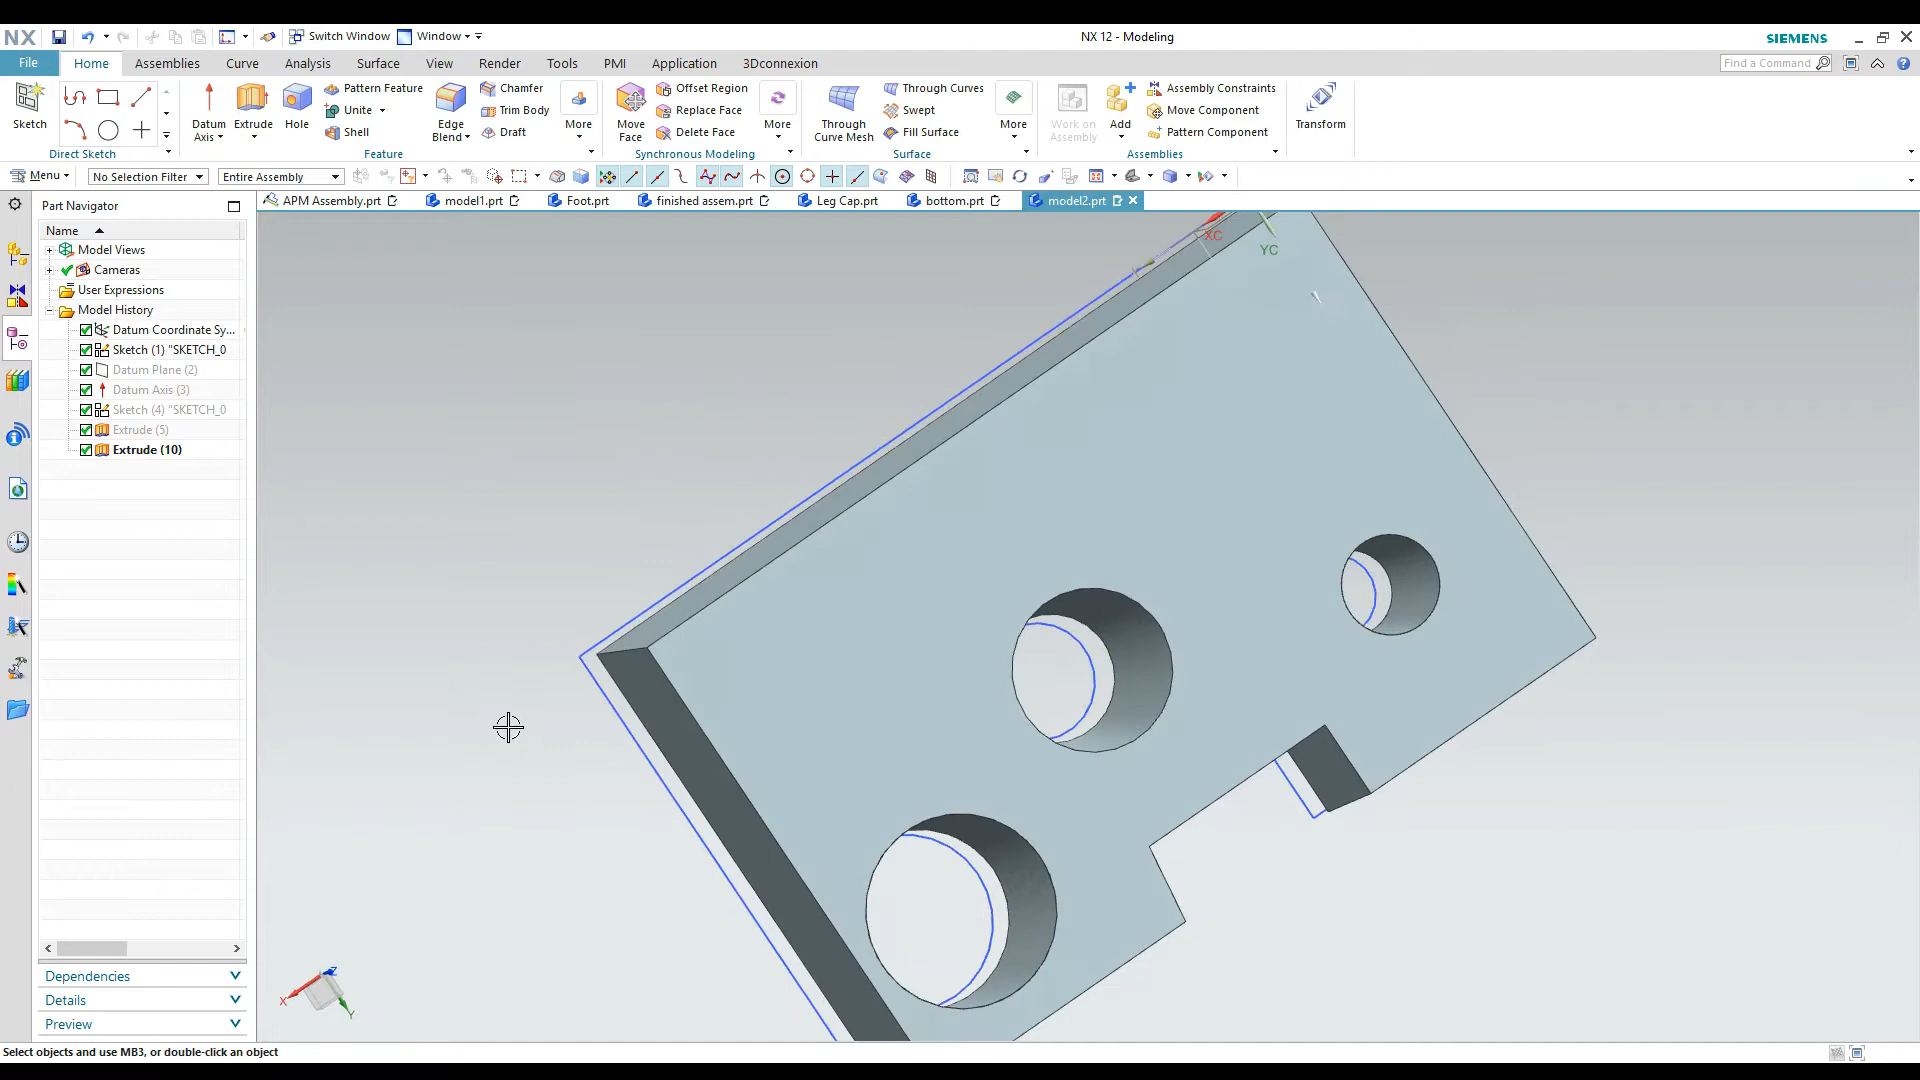 NX
Switch Window
Window
NX 12 - Modeling
SIEMENS
File
Home
Assemblies
Curve
Analysis
Surface
View
Render
Tools
PMI
Application
3Dconnexion
Find a Command
Sketch
Direct Sketch
Datum Axis
Extrude
Hole
Pattern Feature
Unite
Shell
Edge Blend
Chamfer
Trim Body
Draft
More
Feature
Move Face
Offset Region
Replace Face
Delete Face
More
Synchronous Modeling
Through Curve Mesh
Through Curves
Swept
Fill Surface
More
Surface
Work on Assembly
Add
Assembly Constraints
Move Component
Pattern Component
Assemblies
Transform
Menu
No Selection Filter
Entire Assembly
Part Navigator
APM Assembly.prt
model1.prt
Foot.prt
finished assem.prt
Leg Cap.prt
bottom.prt
model2.prt
Name
Model Views
Cameras
User Expressions
Model History
Datum Coordinate Sy...
Sketch (1) "SKETCH_0
Datum Plane (2)
Datum Axis (3)
Sketch (4) "SKETCH_0
Extrude (5)
Extrude (10)
XC
YC
Dependencies
Details
Preview
X
Y
Z
Select objects and use MB3, or double-click an object